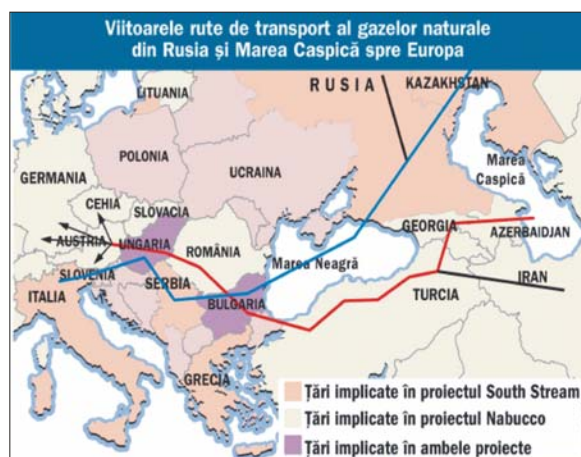 Viitoarele rute de transport al gazelor naturale
din Rusia și Marea Caspică spre Europa
LITUANIA
RUSIA
KAZAKHSTAN
POLONIA
UCRAINA
GERMANIA
CEHIA
SLOVACIA
Marea
Caspică
AUSTRIA
UNGARIA
ROMÂNIA
GEORGIA
AZERBAIDJAN
SLOVENIA
Marea Neagră
ITALIA
SERBIA
BULGARIA
TURCIA
IRAN
GRECIA
Țări implicate în proiectul South Stream
Țări implicate în proiectul Nabucco
Țări implicate în ambele proiecte